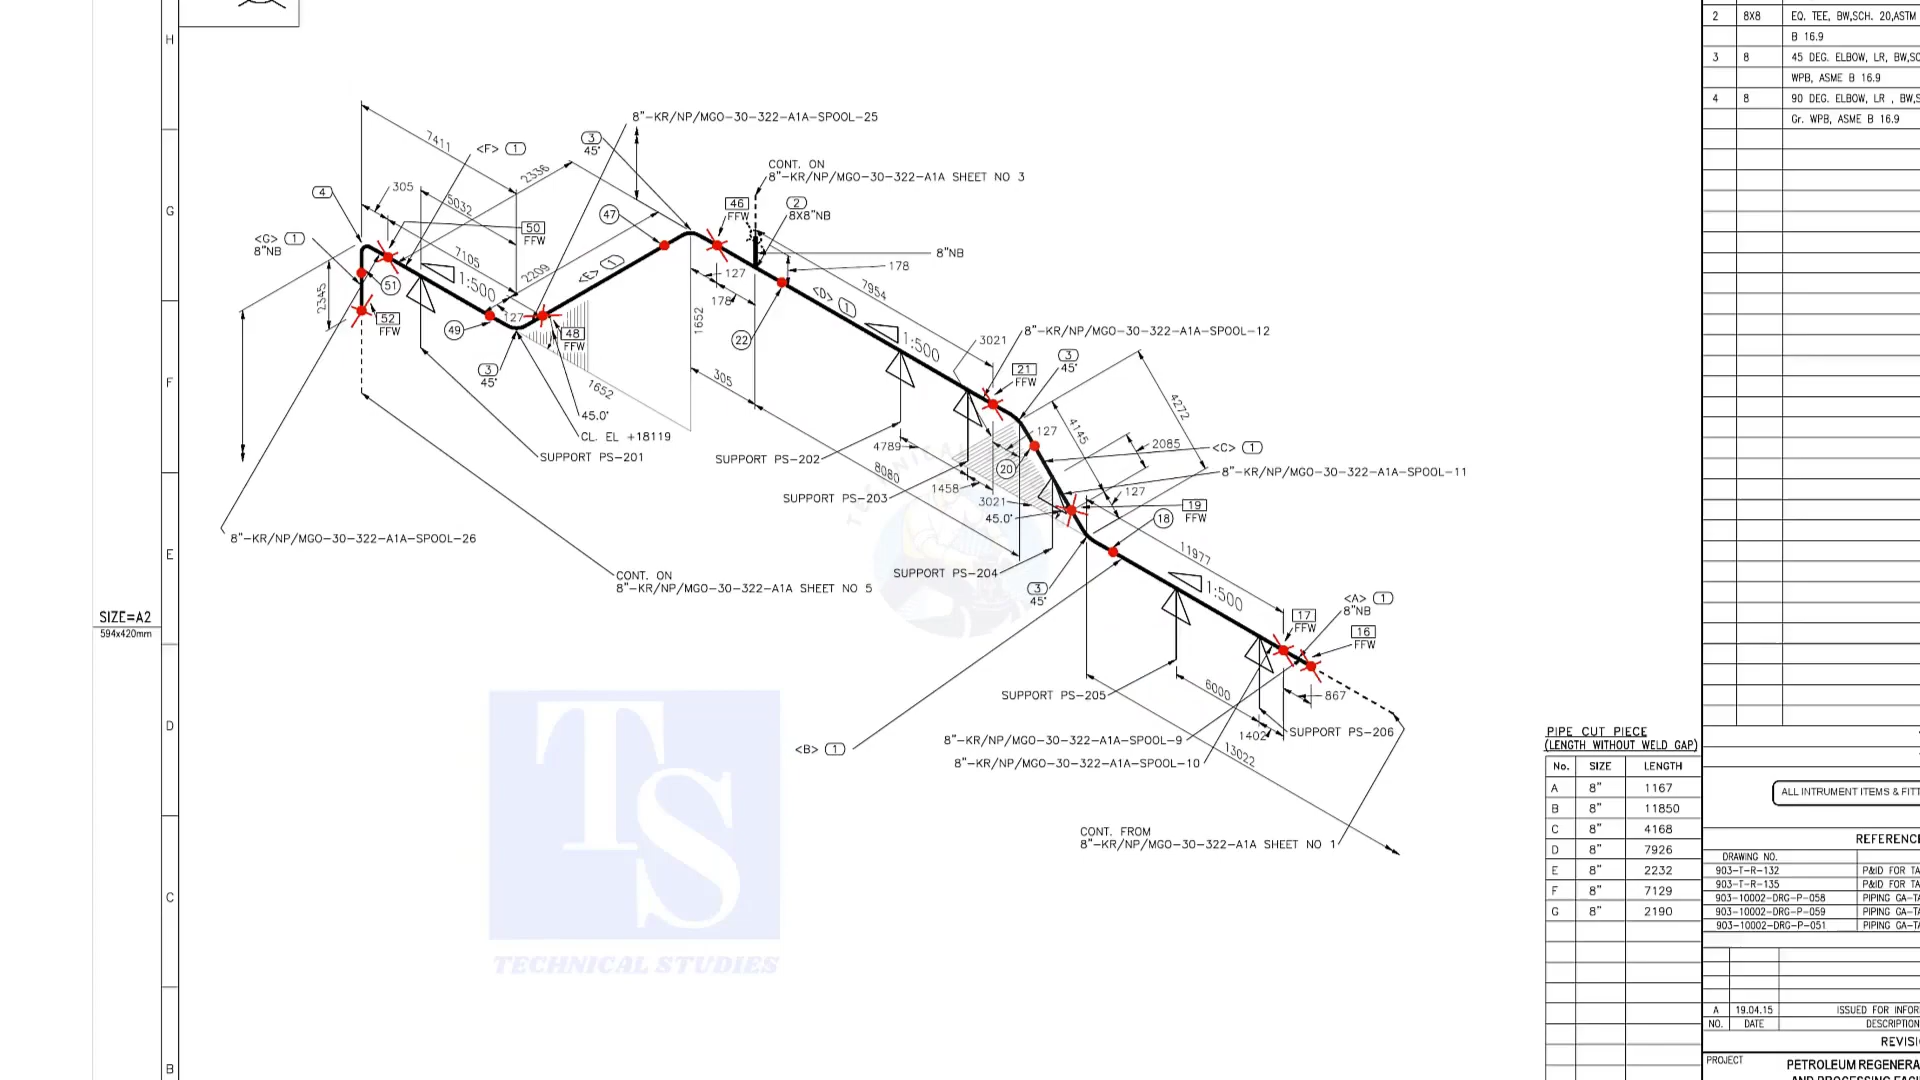 H
G
F
E
D
C
B
SIZE=A2
594x420mm
8"-KR/NP/MGO-30-322-A1A-SPOOL-25
3
45°
7411
<F> 1
2336
CONT. ON
8"-KR/NP/MGO-30-322-A1A SHEET NO 3
4
305
5032
46
FFW
2
8X8"NB
47
50
FFW
<G> 1
8"NB
7105
2209
<E> 1
8"NB
178
127
178
7954
<D> 1
1:500
51
2345
52
FFW
49
127
48
FFW
1652
22
1:500
3021
8"-KR/NP/MGO-30-322-A1A-SPOOL-12
3
45°
21
FFW
3
45°
1652
305
45.0°
CL. EL +18119
SUPPORT PS-201
SUPPORT PS-202
4789
8080
127
4145
4272
2085
<C> 1
8"-KR/NP/MGO-30-322-A1A-SPOOL-11
20
SUPPORT PS-203
1458
3021
45.0°
127
19
FFW
18
8"-KR/NP/MGO-30-322-A1A-SPOOL-26
CONT. ON
8"-KR/NP/MGO-30-322-A1A SHEET NO 5
SUPPORT PS-204
3
45°
11977
1:500
<A> 1
8"NB
17
FFW
16
FFW
SUPPORT PS-205
6000
867
<B> 1
8"-KR/NP/MGO-30-322-A1A-SPOOL-9
1402
SUPPORT PS-206
13022
8"-KR/NP/MGO-30-322-A1A-SPOOL-10
CONT. FROM
8"-KR/NP/MGO-30-322-A1A SHEET NO 1
TS
TECHNICAL STUDIES
2 8X8 EQ. TEE, BW,SCH. 20,ASTM
B 16.9
3 8 45 DEG. ELBOW, LR, BW,SC
WPB, ASME B 16.9
4 8 90 DEG. ELBOW, LR , BW,S
Gr. WPB, ASME B 16.9
PIPE CUT PIECE
(LENGTH WITHOUT WELD GAP)
No. SIZE LENGTH
A 8" 1167
B 8" 11850
C 8" 4168
D 8" 7926
E 8" 2232
F 8" 7129
G 8" 2190
ALL INTRUMENT ITEMS & FITT
REFERENCE
DRAWING NO.
903-T-R-132 P&ID FOR TA
903-T-R-135 P&ID FOR TA
903-10002-DRG-P-058 PIPING GA-TA
903-10002-DRG-P-059 PIPING GA-TA
903-10002-DRG-P-051 PIPING GA-TA
A 19.04.15 ISSUED FOR INFOR
NO. DATE DESCRIPTION
REVISI
PROJECT PETROLEUM REGENERA